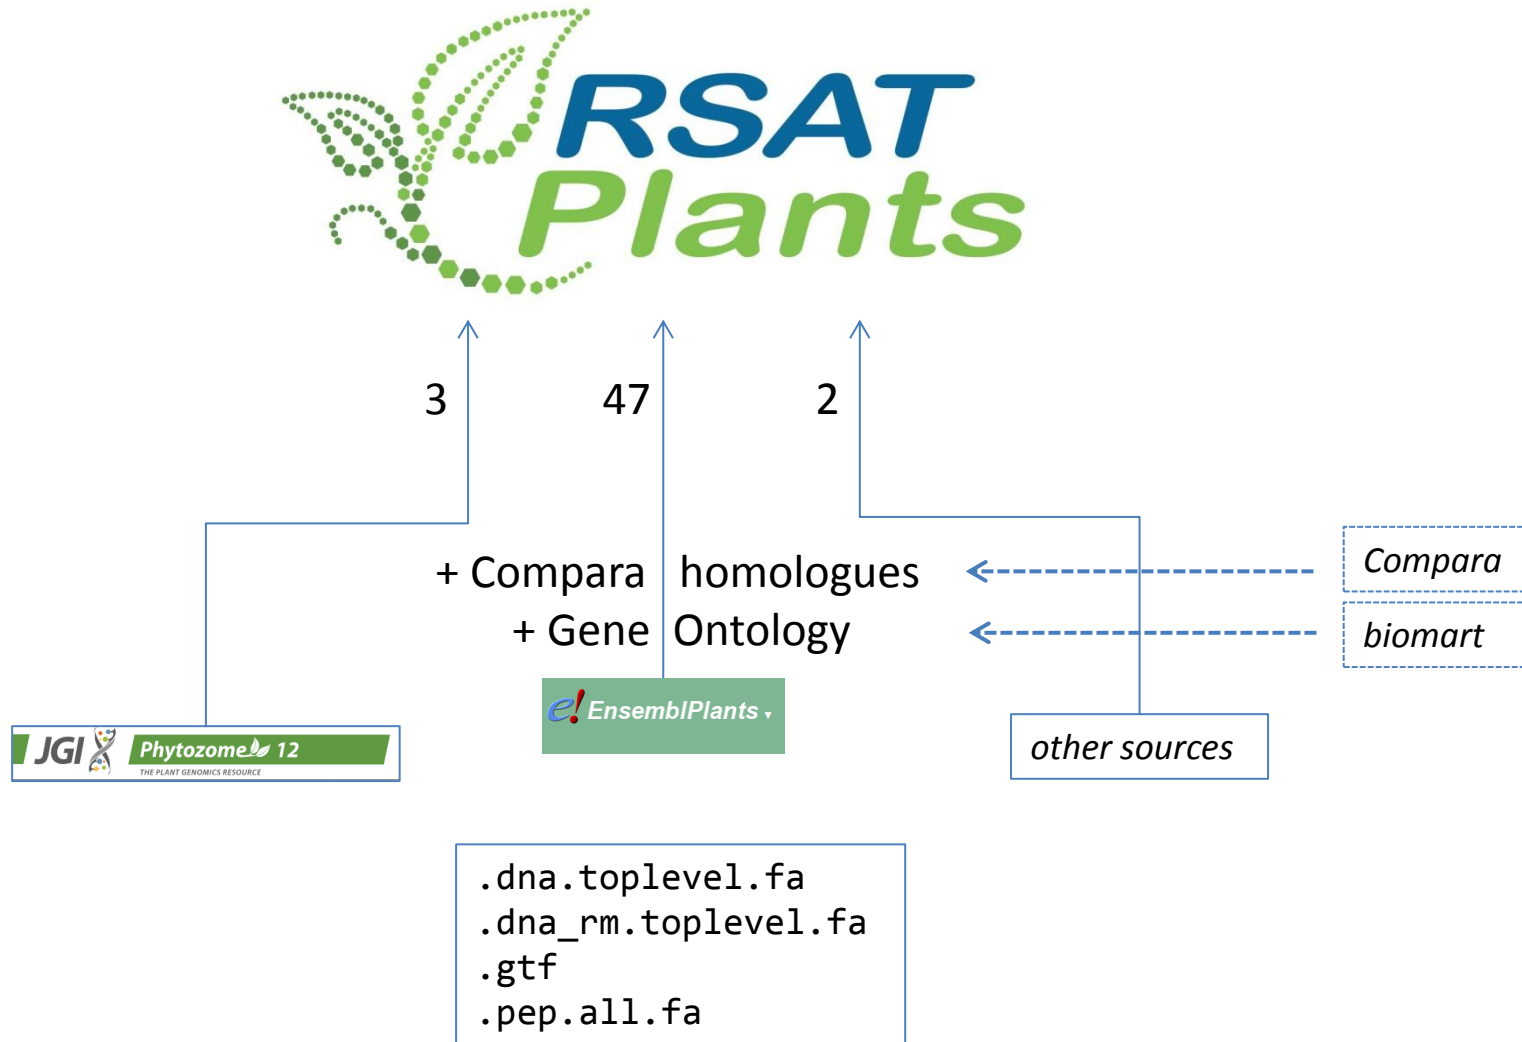 RSAT
Plants
3
47
2
+ Compara homologues
+ Gene Ontology
Compara
biomart
e! EnsemblPlants ▼
JGI
Phytozome 12
THE PLANT GENOMICS RESOURCE
other sources
.dna.toplevel.fa
.dna_rm.toplevel.fa
.gtf
.pep.all.fa